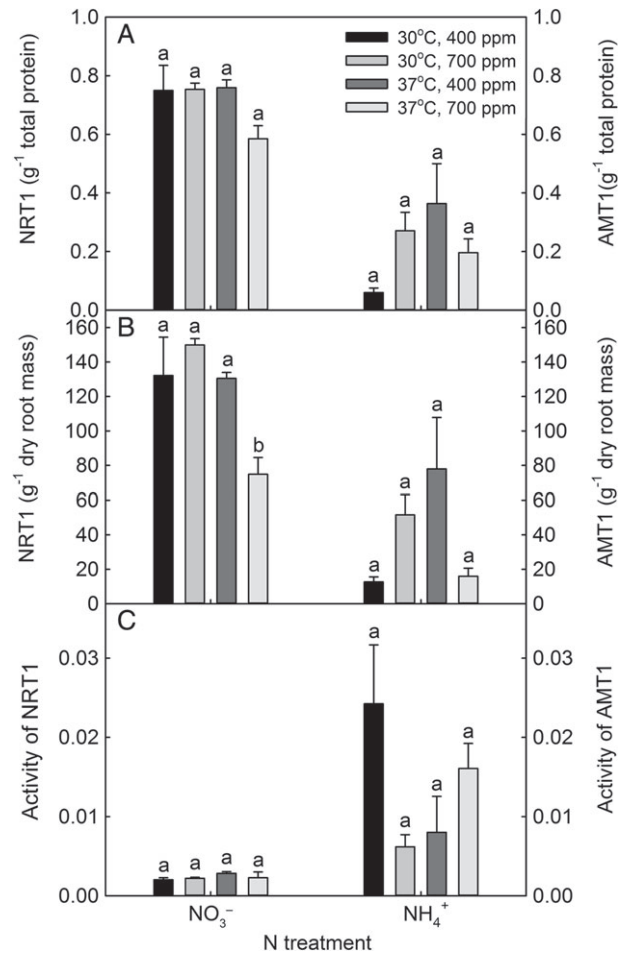 A
30°C, 400 ppm
30°C, 700 ppm
37°C, 400 ppm
37°C, 700 ppm
NRT1 (g⁻¹ total protein)
1.0
0.8
0.6
0.4
0.2
0.0
a a a a
a a a a
1.0
0.8
0.6
0.4
0.2
0.0
AMT1(g⁻¹ total protein)
B
NRT1 (g⁻¹ dry root mass)
160
140
120
100
80
60
40
20
0
a a a b
a a a a
160
140
120
100
80
60
40
20
0
AMT1 (g⁻¹ dry root mass)
C
Activity of NRT1
0.03
0.02
0.01
0.00
a a a a
a a a a
0.03
0.02
0.01
0.00
Activity of AMT1
NO₃⁻ NH₄⁺
N treatment